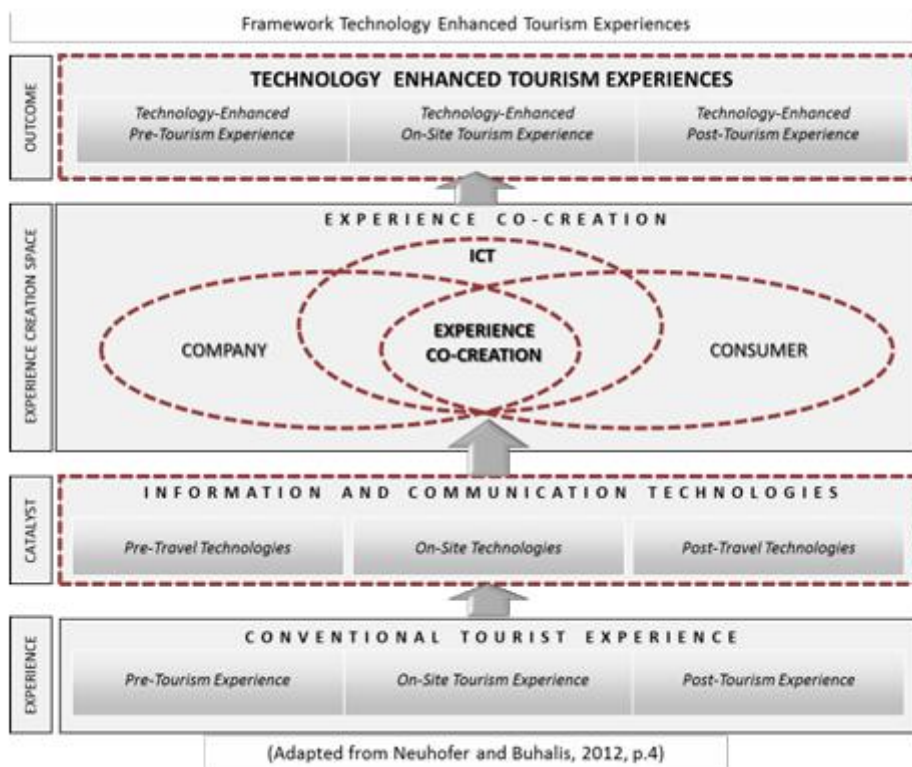 Framework Technology Enhanced Tourism Experiences
OUTCOME
TECHNOLOGY ENHANCED TOURISM EXPERIENCES
Technology-Enhanced
Pre-Tourism Experience
Technology-Enhanced
On-Site Tourism Experience
Technology-Enhanced
Post-Tourism Experience
EXPERIENCE CREATION SPACE
EXPERIENCE CO-CREATION
ICT
COMPANY
EXPERIENCE
CO-CREATION
CONSUMER
CATALYST
INFORMATION AND COMMUNICATION TECHNOLOGIES
Pre-Travel Technologies
On-Site Technologies
Post-Travel Technologies
EXPERIENCE
CONVENTIONAL TOURIST EXPERIENCE
Pre-Tourism Experience
On-Site Tourism Experience
Post-Tourism Experience
(Adapted from Neuhofer and Buhalis, 2012, p.4)